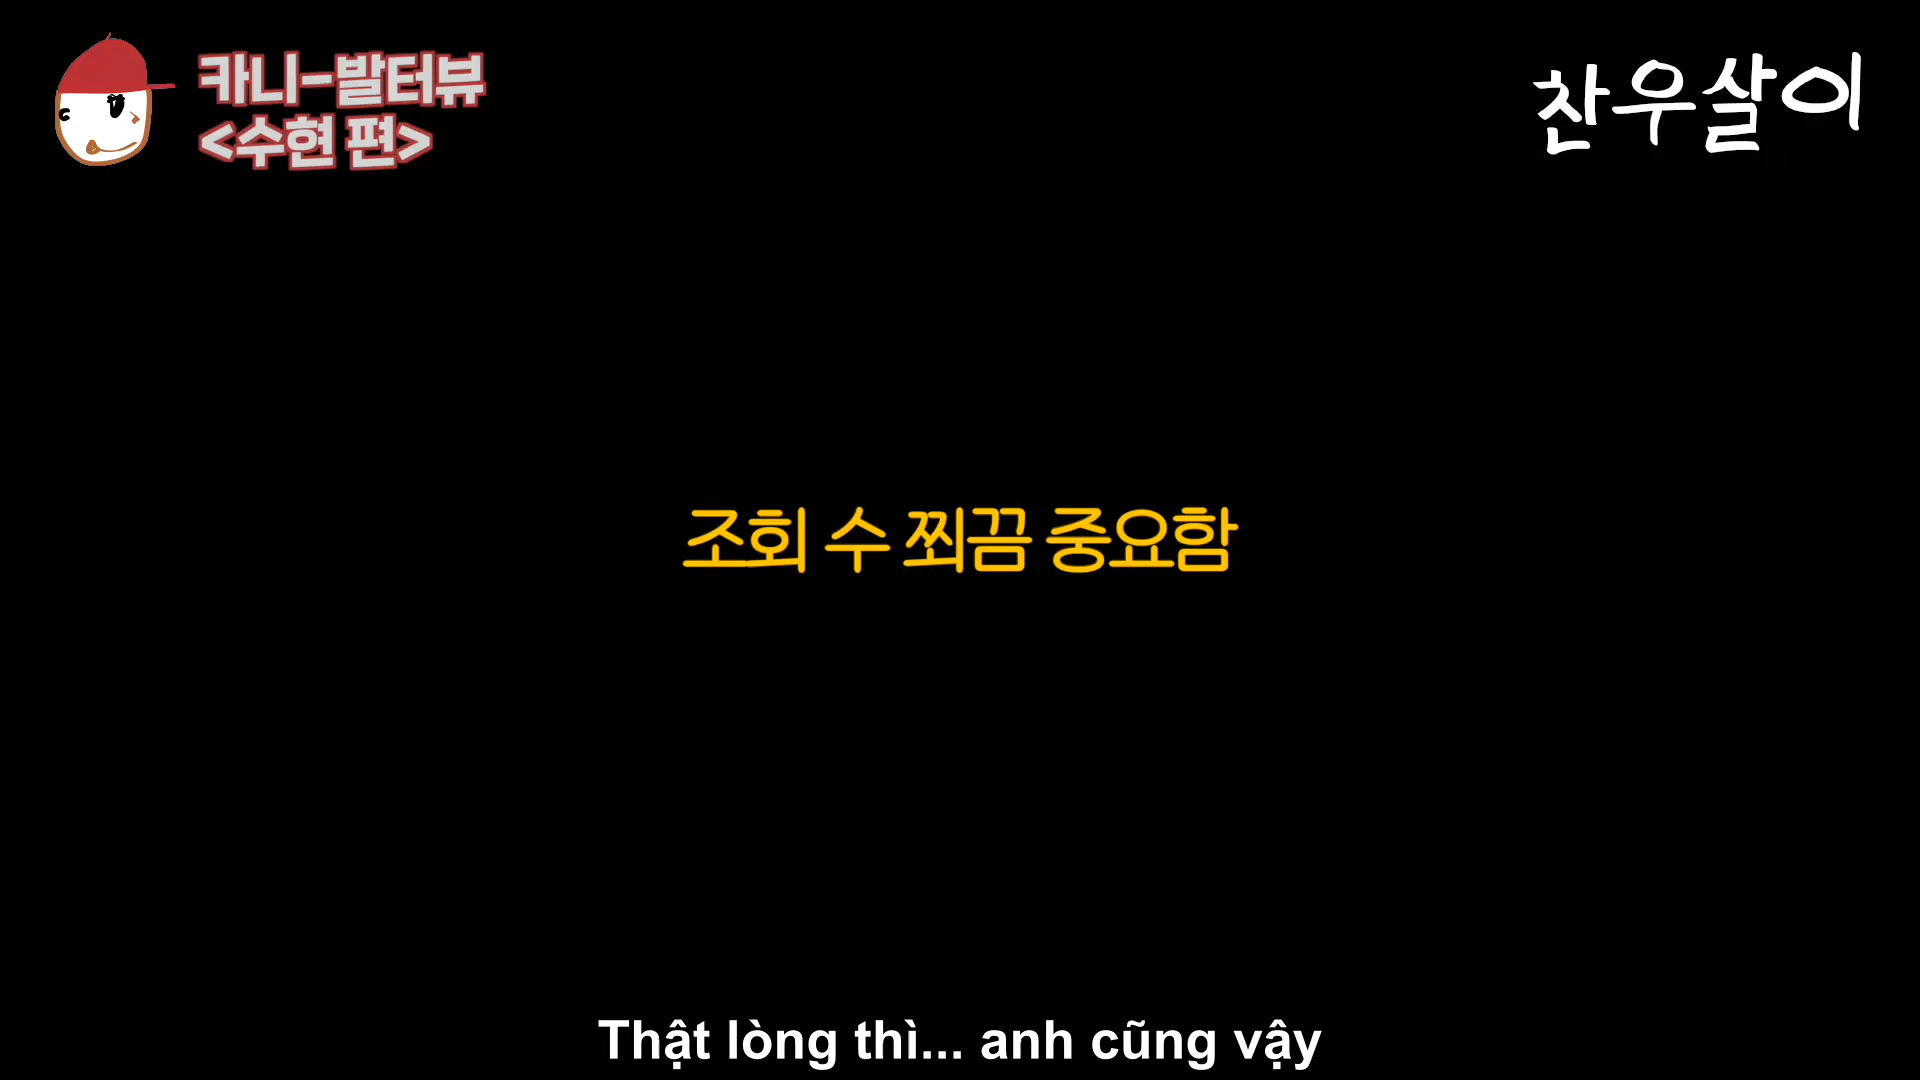 카니-발터뷰
<수현 편>
찬우살이
조회 수 쬐끔 중요함
Thật lòng thì... anh cũng vậy